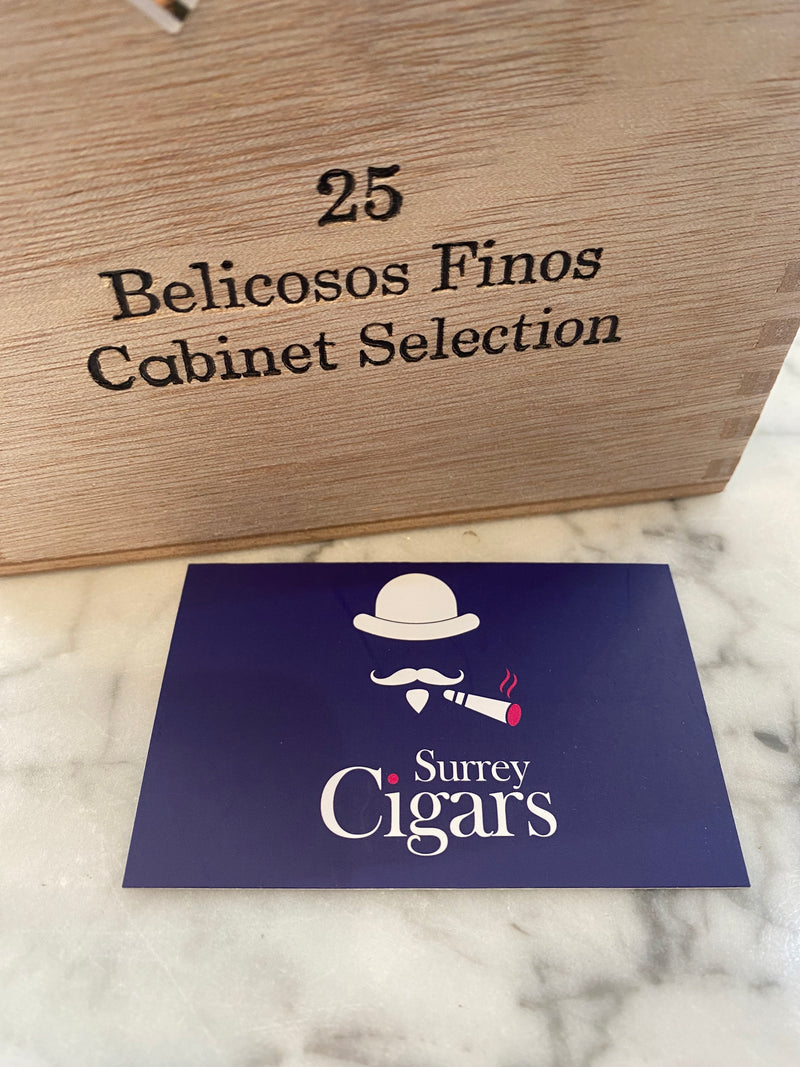 25
Belicosos Finos
Cabinet Selection
Surrey
Cigars